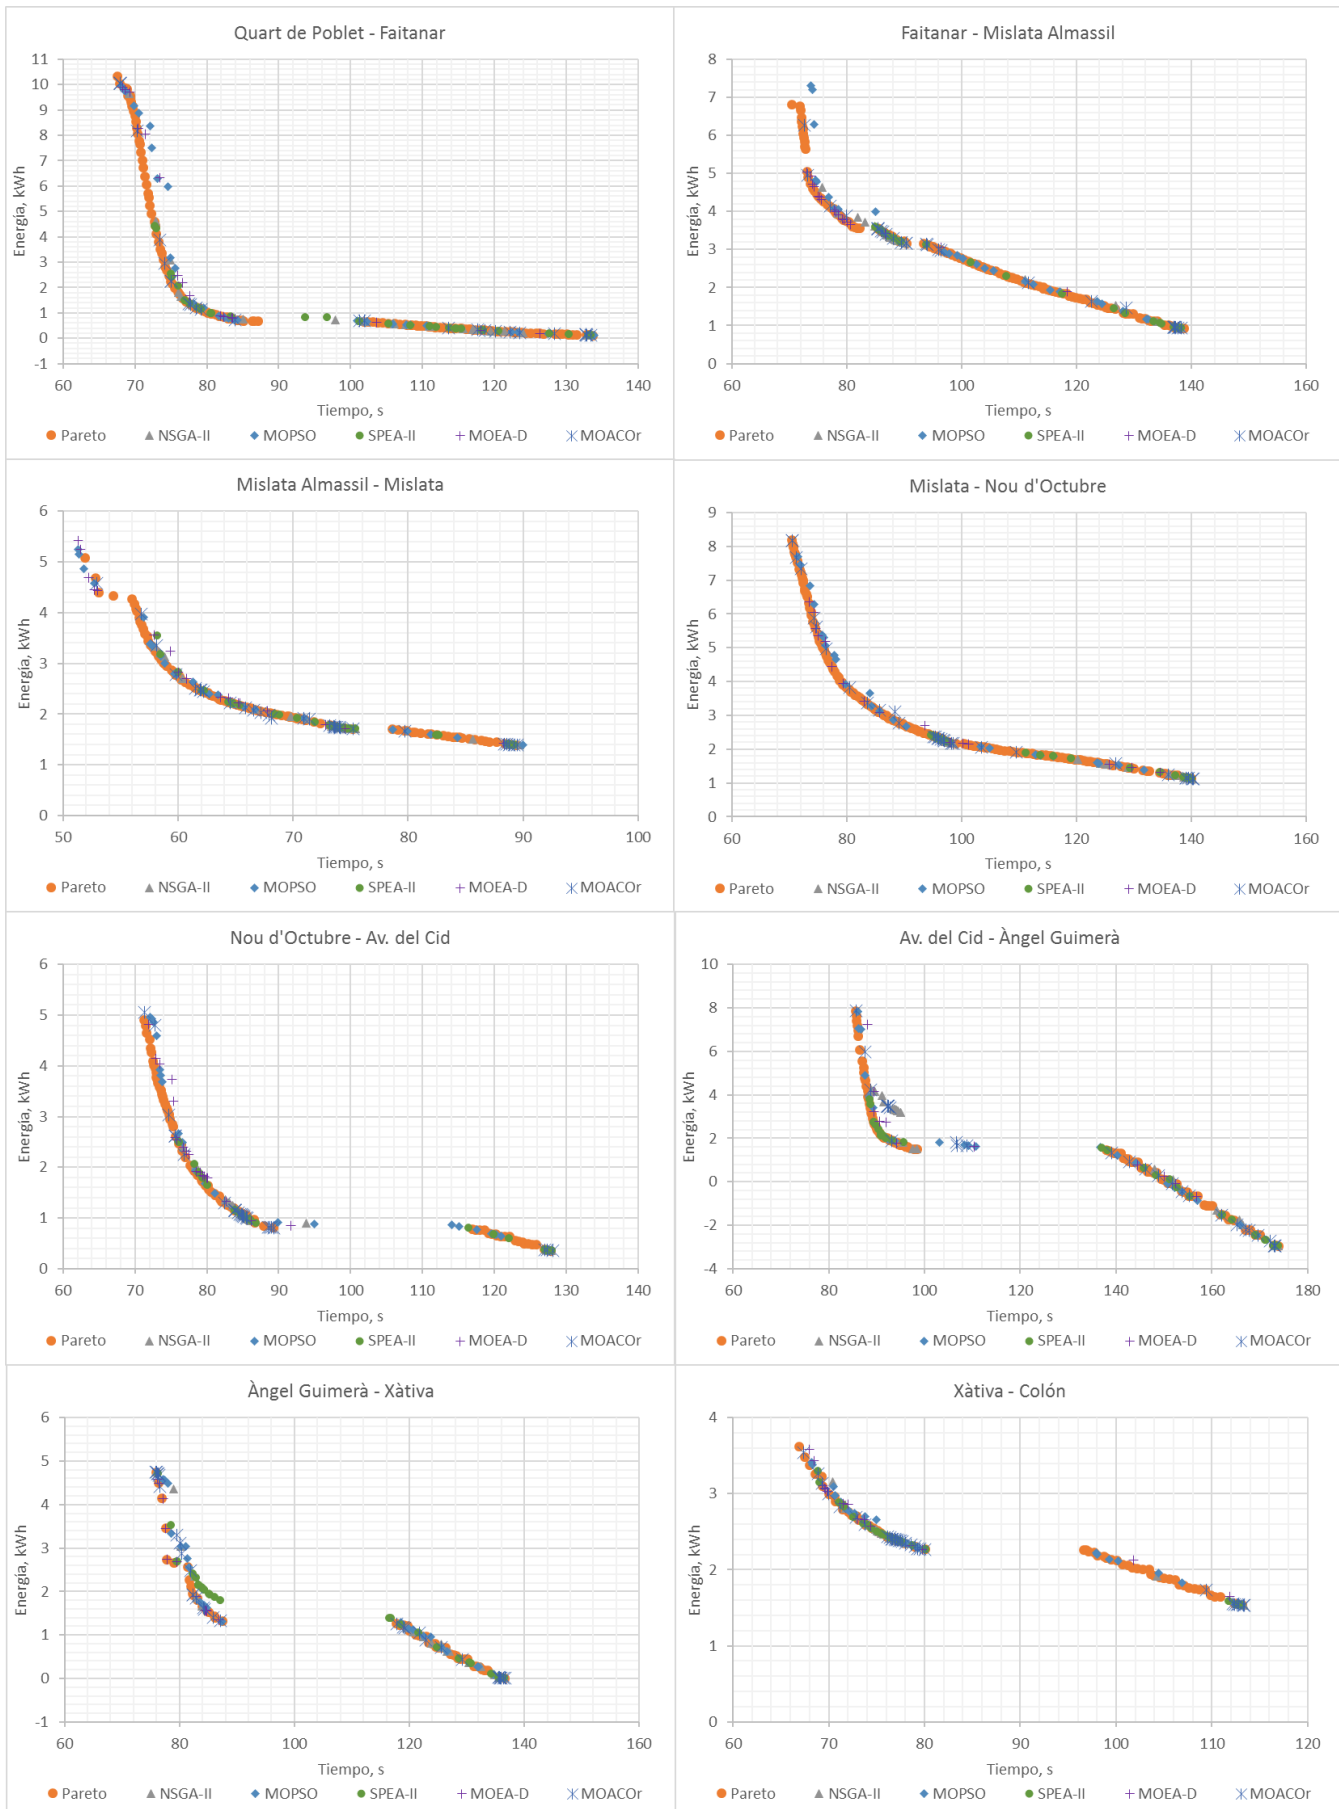 Quart de Poblet - Faitanar
Energía, kWh
11
10
9
8
7
6
5
4
3
2
1
0
-1
60 70 80 90 100 110 120 130 140
Tiempo, s
Pareto NSGA-II MOPSO SPEA-II MOEA-D MOACOr
Faitanar - Mislata Almassil
Energía, kWh
8
7
6
5
4
3
2
1
0
60 80 100 120 140 160
Tiempo, s
Pareto NSGA-II MOPSO SPEA-II MOEA-D MOACOr
Mislata Almassil - Mislata
Energía, kWh
6
5
4
3
2
1
0
50 60 70 80 90 100
Tiempo, s
Pareto NSGA-II MOPSO SPEA-II MOEA-D MOACOr
Mislata - Nou d'Octubre
Energía, kWh
9
8
7
6
5
4
3
2
1
0
60 80 100 120 140 160
Tiempo, s
Pareto NSGA-II MOPSO SPEA-II MOEA-D MOACOr
Nou d'Octubre - Av. del Cid
Energía, kWh
6
5
4
3
2
1
0
60 70 80 90 100 110 120 130 140
Tiempo, s
Pareto NSGA-II MOPSO SPEA-II MOEA-D MOACOr
Av. del Cid - Àngel Guimerà
Energía, kWh
10
8
6
4
2
0
-2
-4
60 80 100 120 140 160 180
Tiempo, s
Pareto NSGA-II MOPSO SPEA-II MOEA-D MOACOr
Àngel Guimerà - Xàtiva
Energía, kWh
6
5
4
3
2
1
0
-1
60 80 100 120 140 160
Tiempo, s
Pareto NSGA-II MOPSO SPEA-II MOEA-D MOACOr
Xàtiva - Colón
Energía, kWh
4
3
2
1
0
60 70 80 90 100 110 120
Tiempo, s
Pareto NSGA-II MOPSO SPEA-II MOEA-D MOACOr